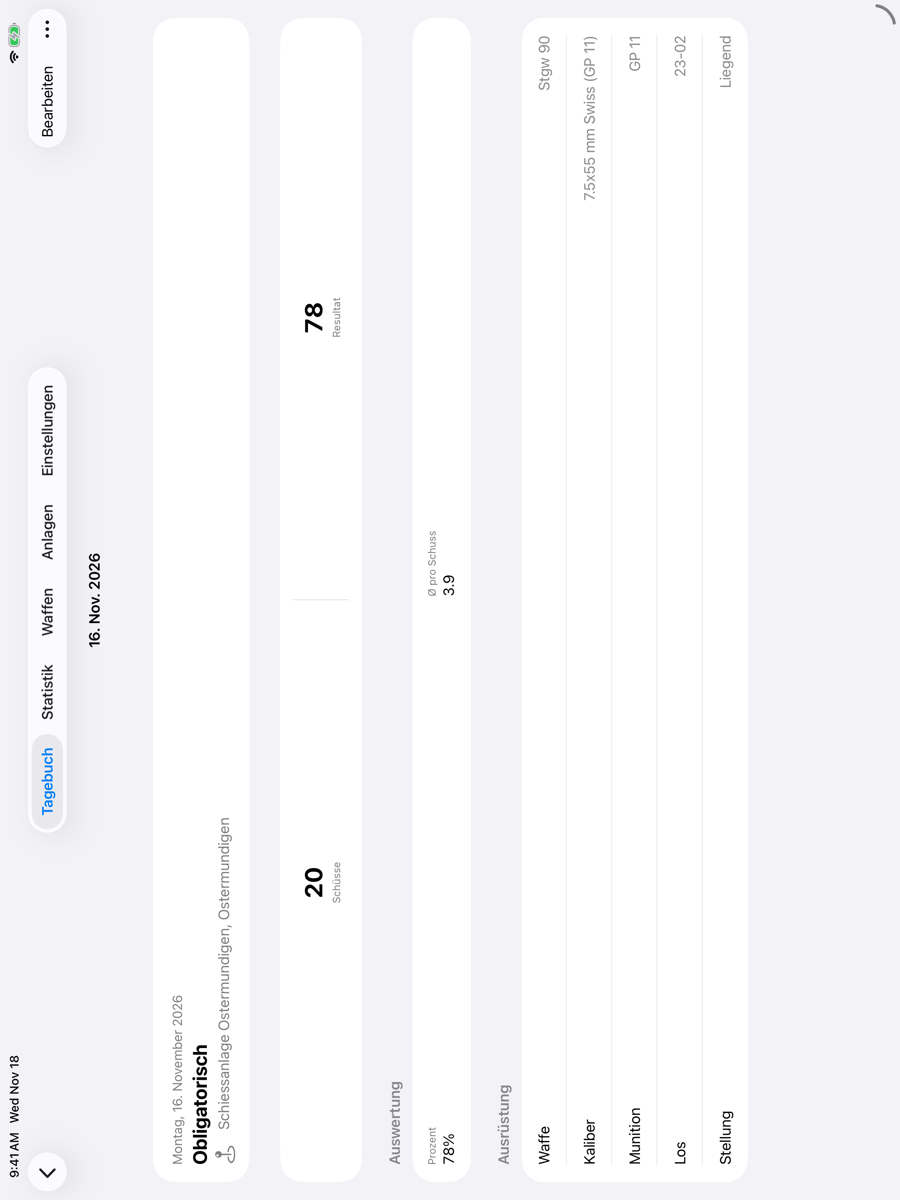 9:41 AM Wed Nov 18
Tagebuch Statistik Waffen Anlagen Einstellungen
Bearbeiten
16. Nov. 2026
Montag, 16. November 2026
Obligatorisch
Schiessanlage Ostermundigen, Ostermundigen
20
Schüsse
78
Resultat
Auswertung
Prozent
78%
Ø pro Schuss
3.9
Ausrüstung
Waffe Stgw 90
Kaliber 7.5x55 mm Swiss (GP 11)
Munition GP 11
Los 23-02
Stellung Liegend